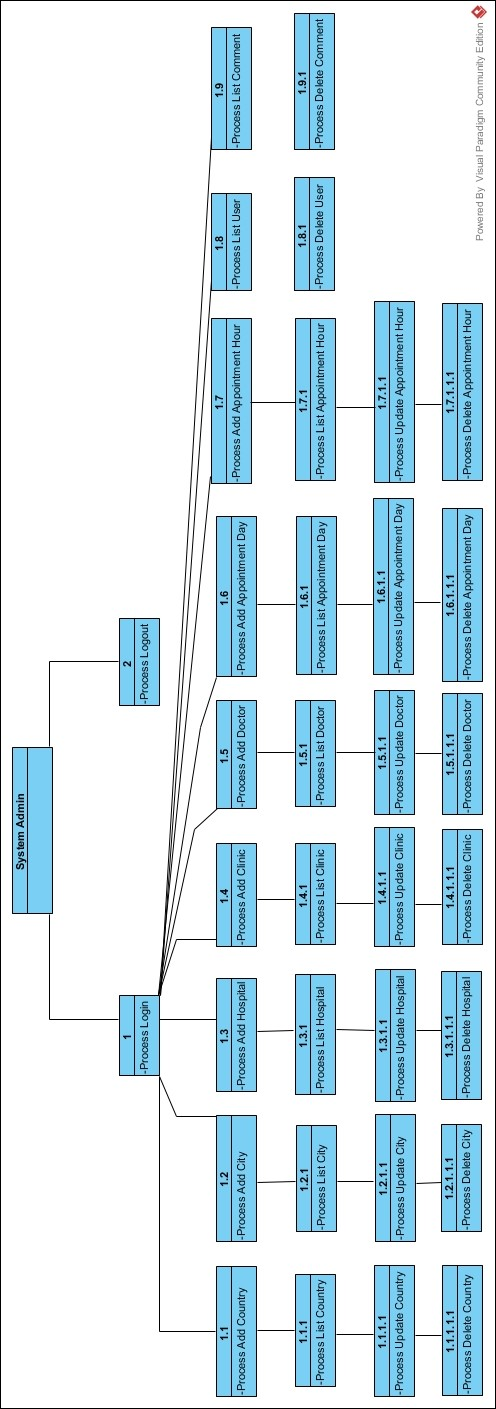 System Admin
1
-Process Login
2
-Process Logout
1.1
-Process Add Country
1.2
-Process Add City
1.3
-Process Add Hospital
1.4
-Process Add Clinic
1.5
-Process Add Doctor
1.6
-Process Add Appointment Day
1.7
-Process Add Appointment Hour
1.8
-Process List User
1.9
-Process List Comment
1.1.1
-Process List Country
1.2.1
-Process List City
1.3.1
-Process List Hospital
1.4.1
-Process List Clinic
1.5.1
-Process List Doctor
1.6.1
-Process List Appointment Day
1.7.1
-Process List Appointment Hour
1.8.1
-Process Delete User
1.9.1
-Process Delete Comment
1.1.1.1
-Process Update Country
1.2.1.1
-Process Update City
1.3.1.1
-Process Update Hospital
1.4.1.1
-Process Update Clinic
1.5.1.1
-Process Update Doctor
1.6.1.1
-Process Update Appointment Day
1.7.1.1
-Process Update Appointment Hour
1.1.1.1.1
-Process Delete Country
1.2.1.1.1
-Process Delete City
1.3.1.1.1
-Process Delete Hospital
1.4.1.1.1
-Process Delete Clinic
1.5.1.1.1
-Process Delete Doctor
1.6.1.1.1
-Process Delete Appointment Day
1.7.1.1.1
-Process Delete Appointment Hour
Powered By Visual Paradigm Community Edition